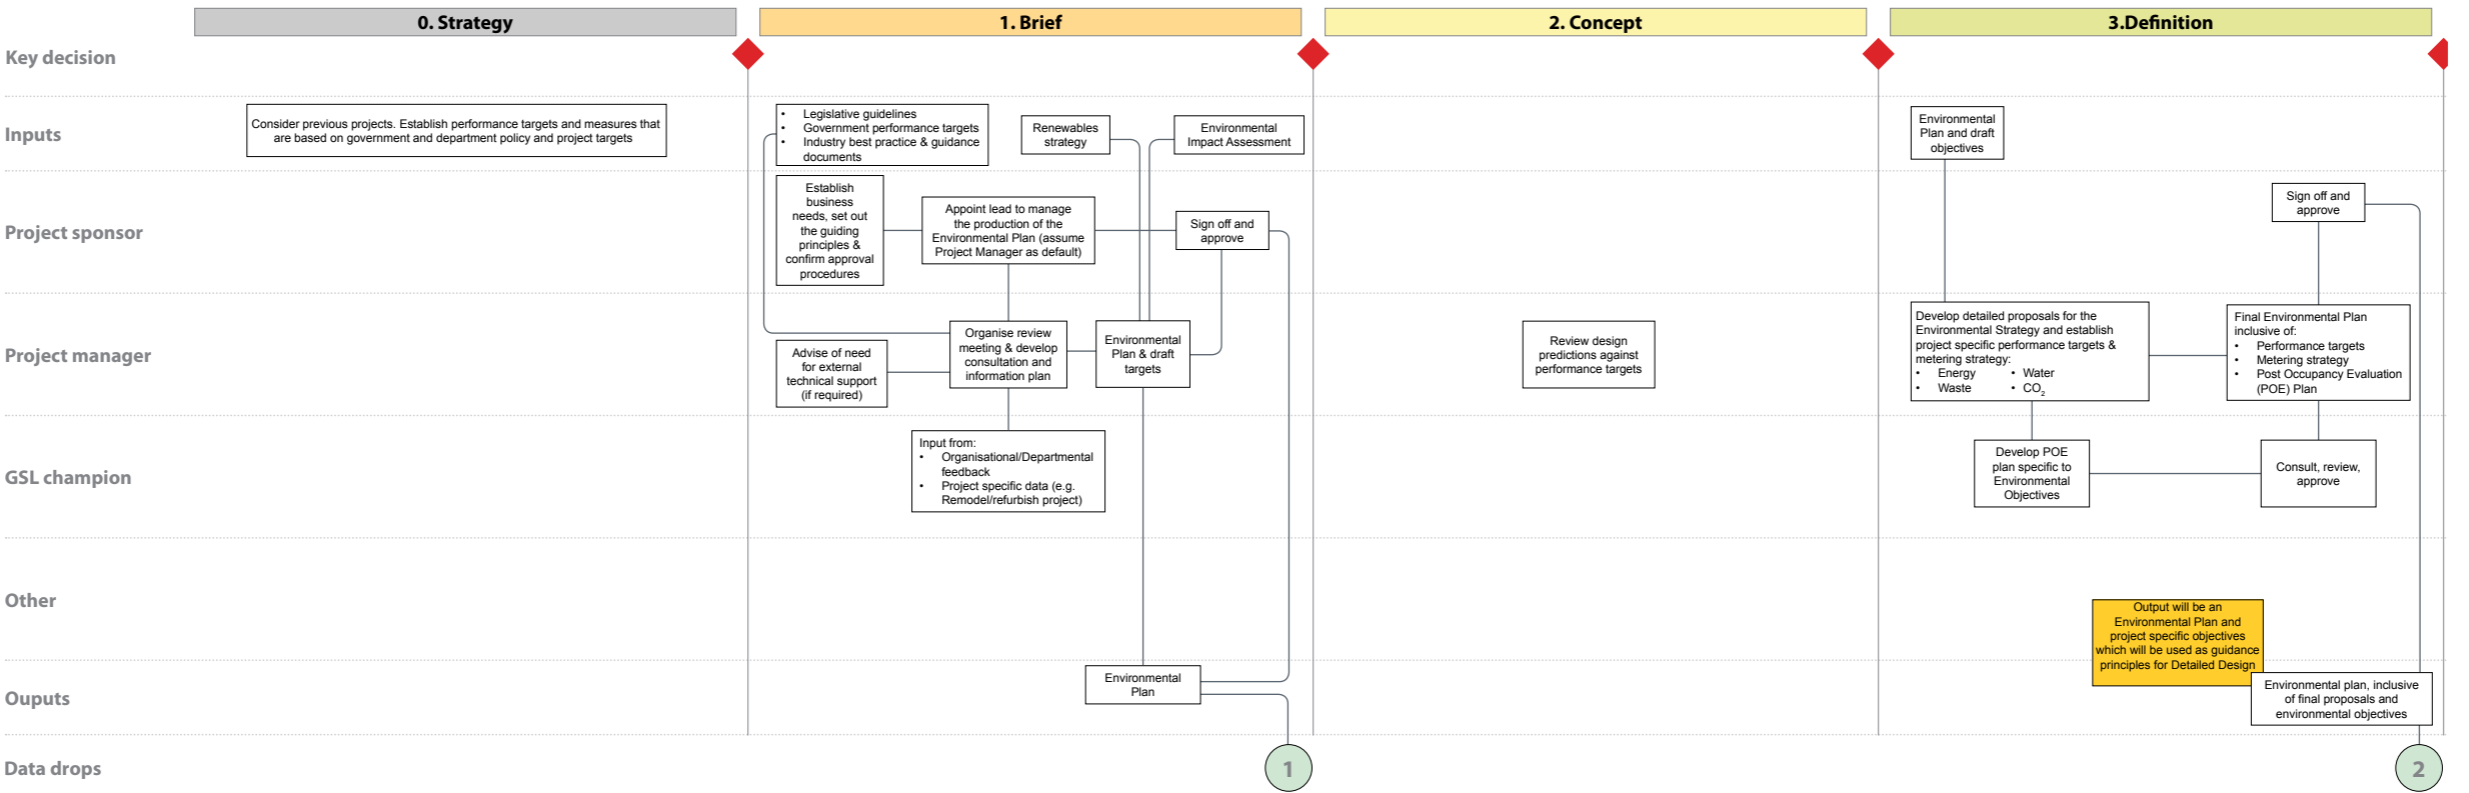 0. Strategy
1. Brief
2. Concept
3.Definition
Key decision
Inputs
Consider previous projects. Establish performance targets and measures that
are based on government and department policy and project targets
• Legislative guidelines
• Government performance targets
• Industry best practice & guidance
documents
Renewables
strategy
Environmental
Impact Assessment
Environmental
Plan and draft
objectives
Project sponsor
Establish
business
needs, set out
the guiding
principles &
confirm approval
procedures
Appoint lead to manage
the production of the
Environmental Plan (assume
Project Manager as default)
Sign off and
approve
Sign off and
approve
Project manager
Advise of need
for external
technical support
(if required)
Organise review
meeting & develop
consultation and
information plan
Environmental
Plan & draft
targets
Review design
predictions against
performance targets
Develop detailed proposals for the
Environmental Strategy and establish
project specific performance targets &
metering strategy:
• Energy • Water
• Waste • CO2
Final Environmental Plan
inclusive of:
• Performance targets
• Metering strategy
• Post Occupancy Evaluation
(POE) Plan
GSL champion
Input from:
• Organisational/Departmental
feedback
• Project specific data (e.g.
Remodel/refurbish project)
Develop POE
plan specific to
Environmental
Objectives
Consult, review,
approve
Other
Output will be an
Environmental Plan and
project specific objectives
which will be used as guidance
principles for Detailed Design
Ouputs
Environmental
Plan
Environmental plan, inclusive
of final proposals and
environmental objectives
Data drops
1
2